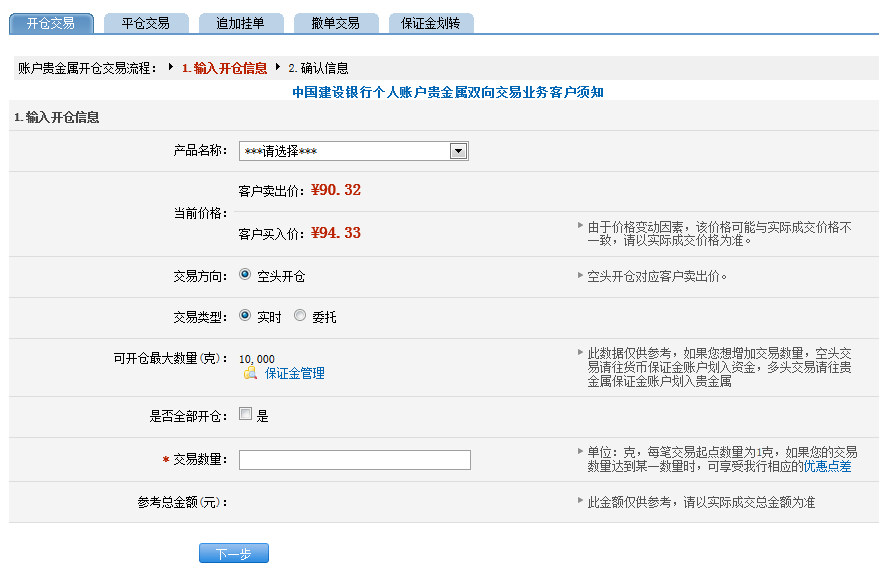 开仓交易 平仓交易 追加挂单 撤单交易 保证金划转
账户贵金属开仓交易流程： 1.输入开仓信息 2.确认信息
中国建设银行个人账户贵金属双向交易业务客户须知
1.输入开仓信息
产品名称： ***请选择***
当前价格：
客户卖出价：¥90.32
客户买入价：¥94.33
由于价格变动因素，该价格可能与实际成交价格不
一致，请以实际成交价格为准。
交易方向： 空头开仓
空头开仓对应客户卖出价。
交易类型： 实时 委托
可开仓最大数量(克)： 10,000
保证金管理
此数据仅供参考，如果您想增加交易数量，空头交
易请往货币保证金账户划入资金，多头交易请往贵
金属保证金账户划入贵金属
是否全部开仓： 是
* 交易数量：
单位：克，每笔交易起点数量为1克，如果您的交易
数量达到某一数量时，可享受我行相应的优惠点差
参考总金额(元)：
此金额仅供参考，请以实际成交总金额为准
下一步